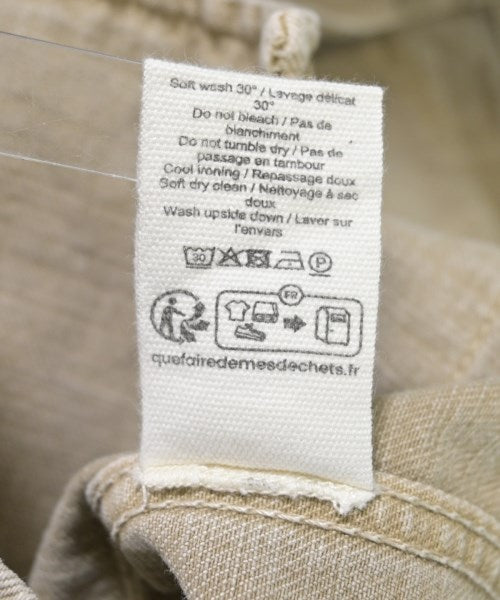 Soft wash 30° / Lavage délicat
30°
Do not bleach / Pas de
blanchiment
Do not tumble dry / Pas de
passage en tambour
Cool ironing / Repassage doux
Soft dry clean / Nettoyage à sec
doux
Wash upside down / Laver sur
l'envers
30 P
FR
quefairedemesdechets.fr